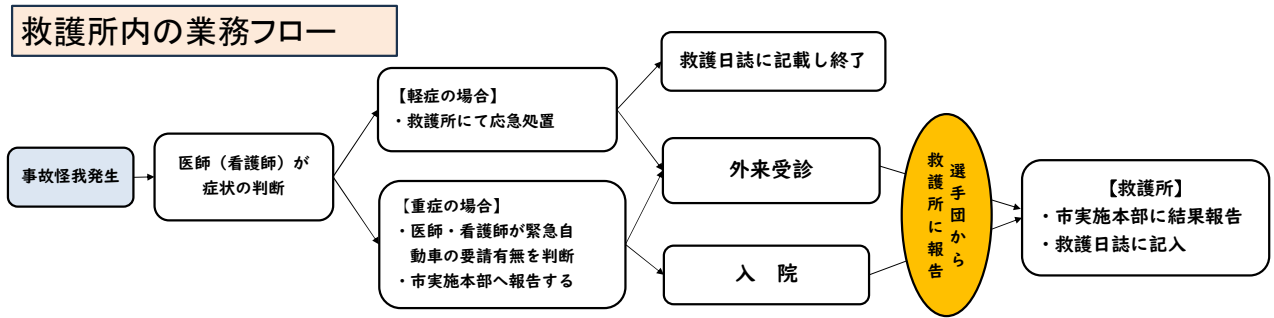 救護所内の業務フロー
事故怪我発生
医師（看護師）が
症状の判断
【軽症の場合】
・救護所にて応急処置
【重症の場合】
・医師・看護師が緊急自
動車の要請有無を判断
・市実施本部へ報告する
救護日誌に記載し終了
外来受診
入　院
選手団から
救護所に報告
【救護所】
・市実施本部に結果報告
・救護日誌に記入